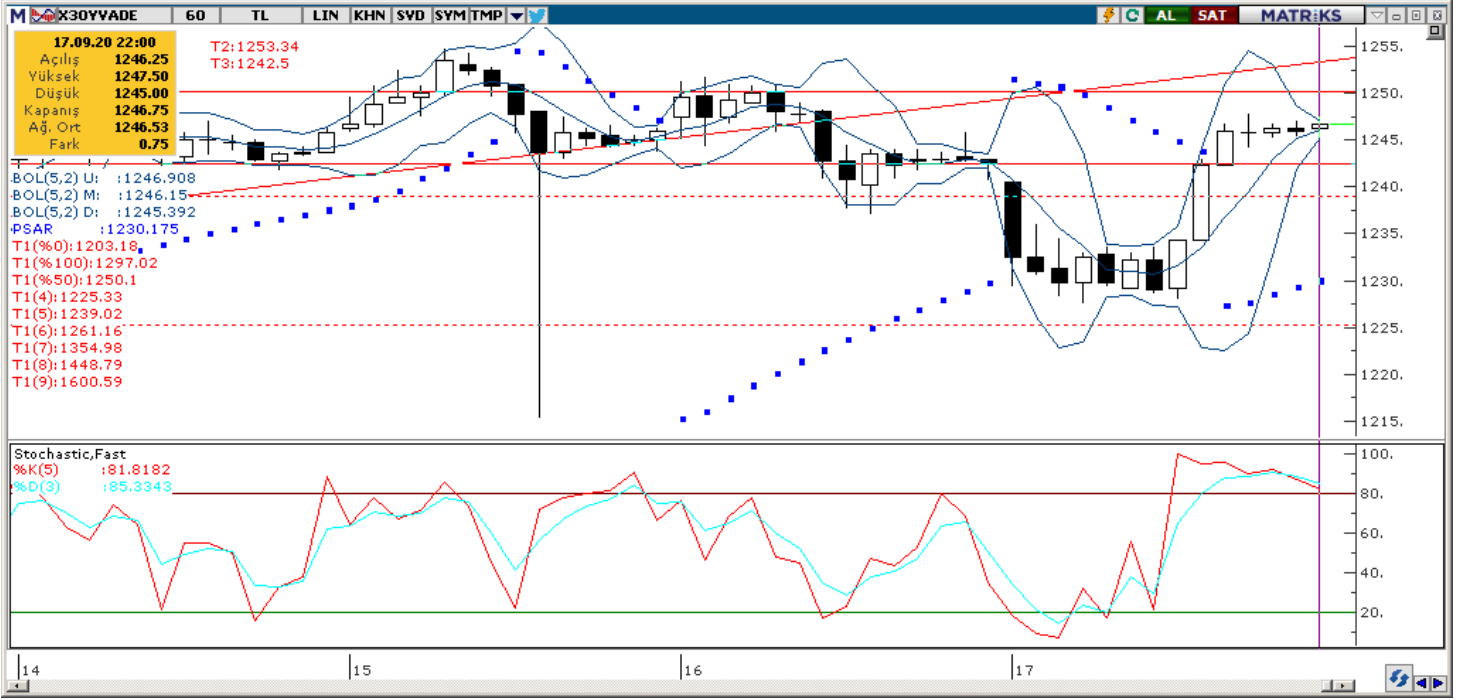 M X30YVADE 60 TL LIN KHN SVD SYM TMP AL SAT MATRİKS
17.09.20 22:00
Açılış 1246.25
Yüksek 1247.50
Düşük 1245.00
Kapanış 1246.75
Ağ. Ort 1246.53
Fark 0.75
T2:1253.34
T3:1242.5
BOL(5,2) U: :1246.908
BOL(5,2) M: :1246.15
BOL(5,2) D: :1245.392
PSAR :1230.175
T1(%0):1203.18
T1(%100):1297.02
T1(%50):1250.1
T1(4):1225.33
T1(5):1239.02
T1(6):1261.16
T1(7):1354.98
T1(8):1448.79
T1(9):1600.59
1255.
1250.
1245.
1240.
1235.
1230.
1225.
1220.
1215.
Stochastic,Fast
%K(5) :81.8182
%D(3) :85.3343
100.
80.
60.
40.
20.
14 15 16 17